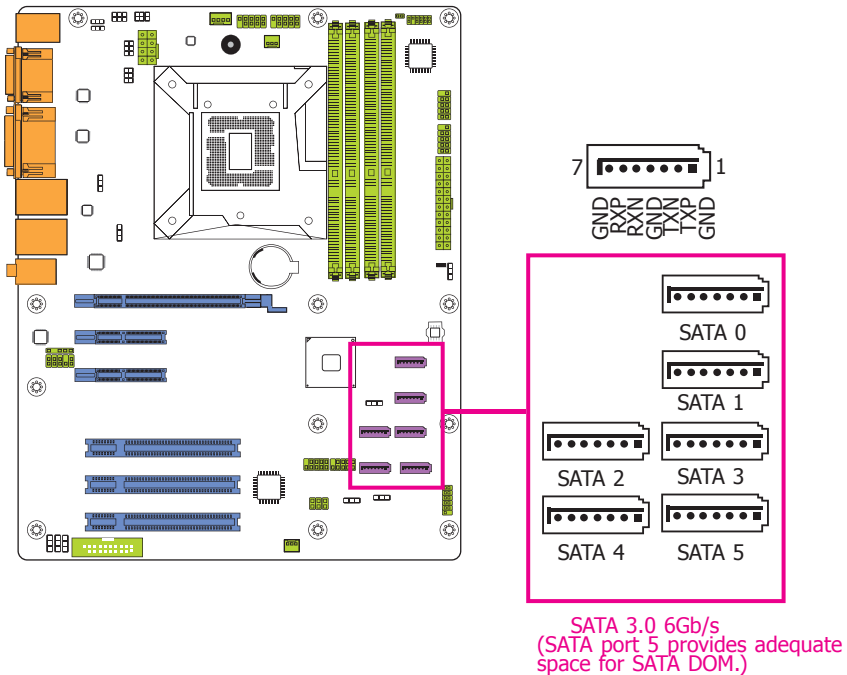 7 1
GND RXP RXN GND TXN TXP GND
SATA 0
SATA 1
SATA 2 SATA 3
SATA 4 SATA 5
SATA 3.0 6Gb/s
(SATA port 5 provides adequate
space for SATA DOM.)